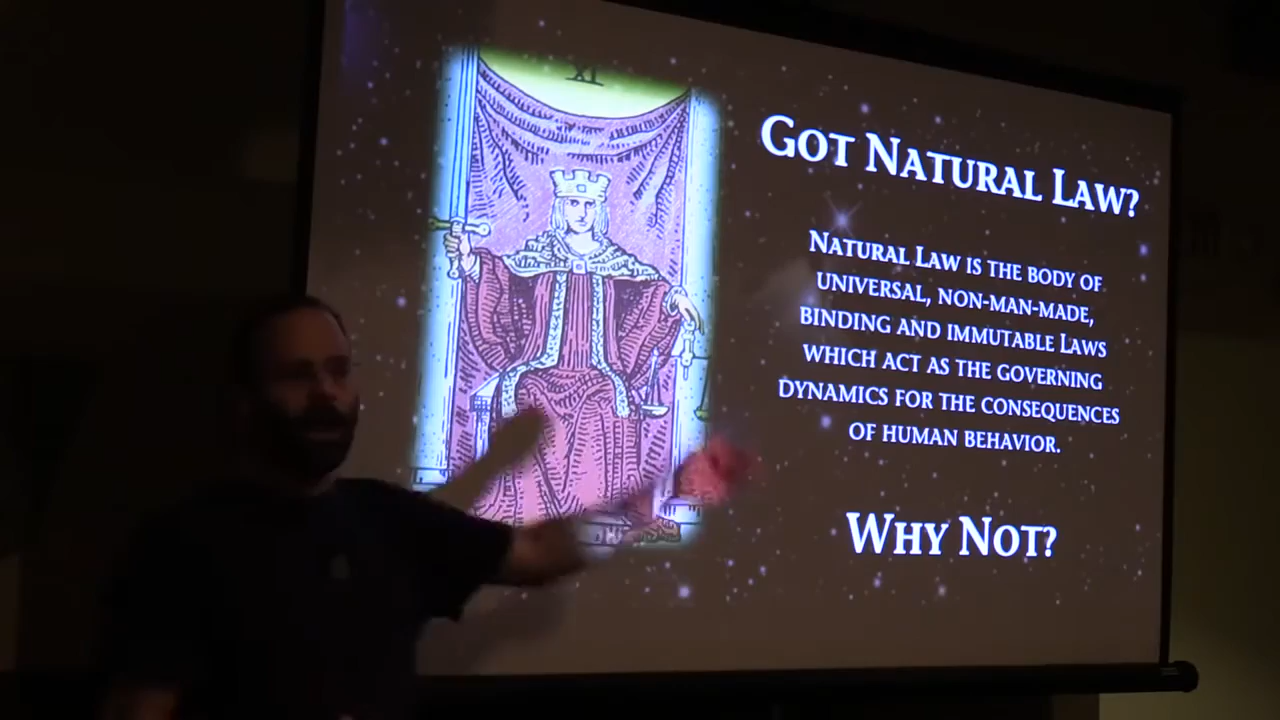 XI
GOT NATURAL LAW?
NATURAL LAW IS THE BODY OF
UNIVERSAL, NON-MAN-MADE,
BINDING AND IMMUTABLE LAWS
WHICH ACT AS THE GOVERNING
DYNAMICS FOR THE CONSEQUENCES
OF HUMAN BEHAVIOR.
WHY NOT?